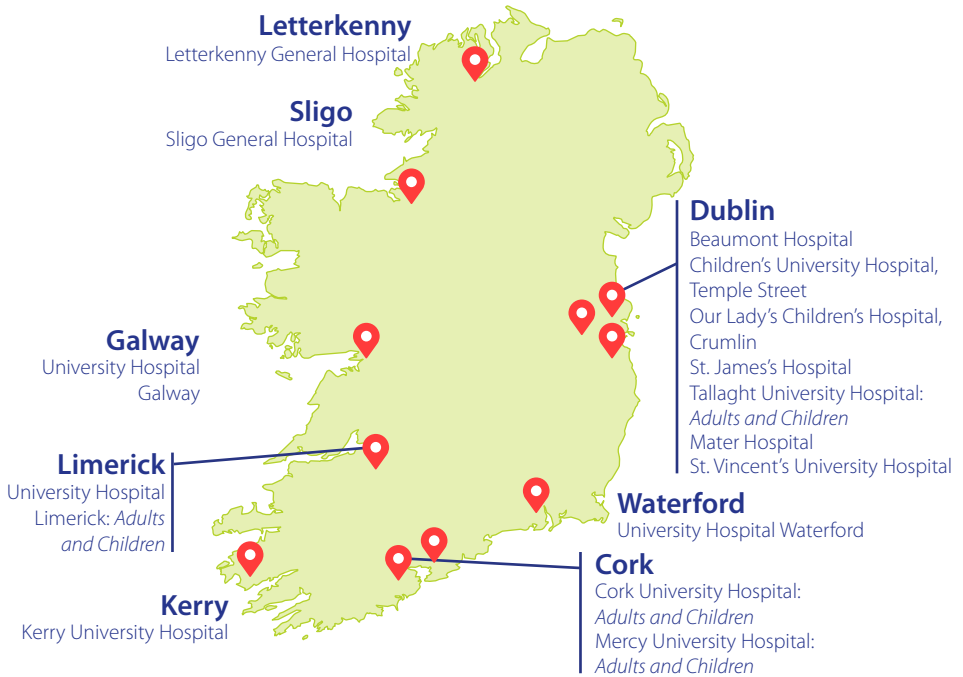 Letterkenny
Letterkenny General Hospital
Sligo
Sligo General Hospital
Dublin
Beaumont Hospital
Children's University Hospital,
Temple Street
Our Lady's Children's Hospital,
Crumlin
St. James's Hospital
Tallaght University Hospital:
Adults and Children
Mater Hospital
St. Vincent's University Hospital
Galway
University Hospital
Galway
Limerick
University Hospital
Limerick: Adults
and Children
Waterford
University Hospital Waterford
Cork
Cork University Hospital:
Adults and Children
Mercy University Hospital:
Adults and Children
Kerry
Kerry University Hospital